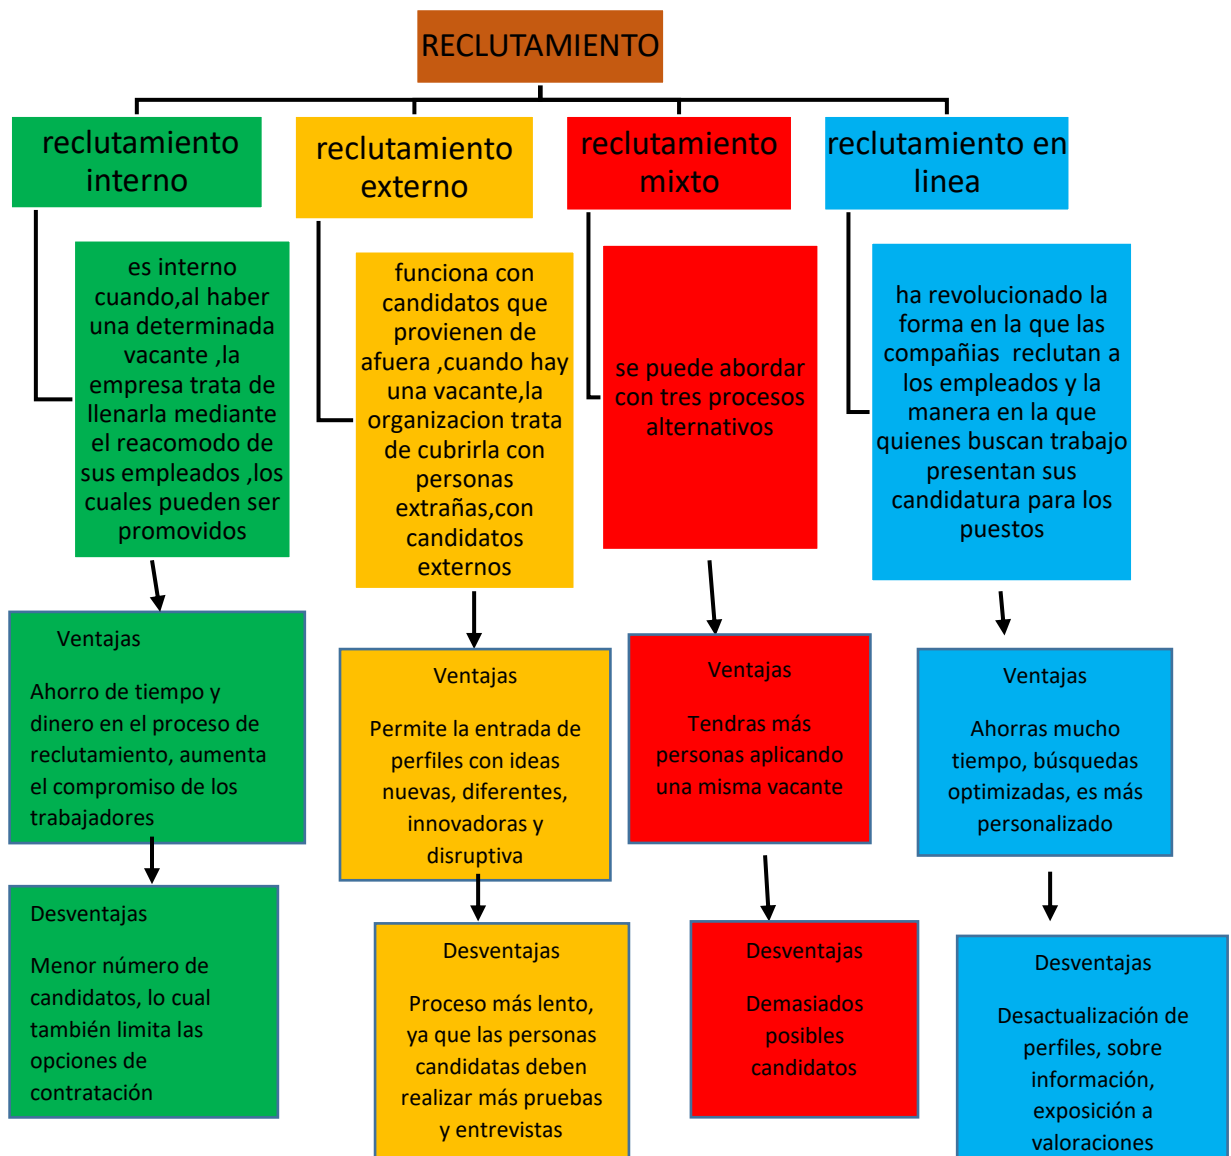 RECLUTAMIENTO
reclutamiento
interno
es interno
cuando,al haber
una determinada
vacante ,la
empresa trata de
llenarla mediante
el reacomodo de
sus empleados ,los
cuales pueden ser
promovidos
Ventajas
Ahorro de tiempo y
dinero en el proceso de
reclutamiento, aumenta
el compromiso de los
trabajadores
Desventajas
Menor número de
candidatos, lo cual
también limita las
opciones de
contratación
reclutamiento
externo
funciona con
candidatos que
provienen de
afuera ,cuando hay
una vacante,la
organizacion trata
de cubrirla con
personas
extrañas,con
candidatos
externos
Ventajas
Permite la entrada de
perfiles con ideas
nuevas, diferentes,
innovadoras y
disruptiva
Desventajas
Proceso más lento,
ya que las personas
candidatas deben
realizar más pruebas
y entrevistas
reclutamiento
mixto
se puede abordar
con tres procesos
alternativos
Ventajas
Tendras más
personas aplicando
una misma vacante
Desventajas
Demasiados
posibles
candidatos
reclutamiento en
linea
ha revolucionado la
forma en la que las
compañias reclutan a
los empleados y la
manera en la que
quienes buscan trabajo
presentan sus
candidatura para los
puestos
Ventajas
Ahorras mucho
tiempo, búsquedas
optimizadas, es más
personalizado
Desventajas
Desactualización de
perfiles, sobre
información,
exposición a
valoraciones